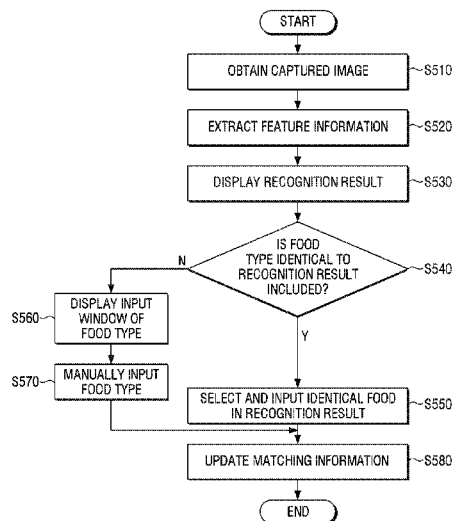 START
OBTAIN CAPTURED IMAGE
S510
EXTRACT FEATURE INFORMATION
S520
DISPLAY RECOGNITION RESULT
S530
IS FOOD
TYPE IDENTICAL TO
RECOGNITION RESULT
INCLUDED?
S540
N
Y
DISPLAY INPUT
WINDOW OF
FOOD TYPE
S560
MANUALLY INPUT
FOOD TYPE
S570
SELECT AND INPUT IDENTICAL FOOD
IN RECOGNITION RESULT
S550
UPDATE MATCHING INFORMATION
S580
END